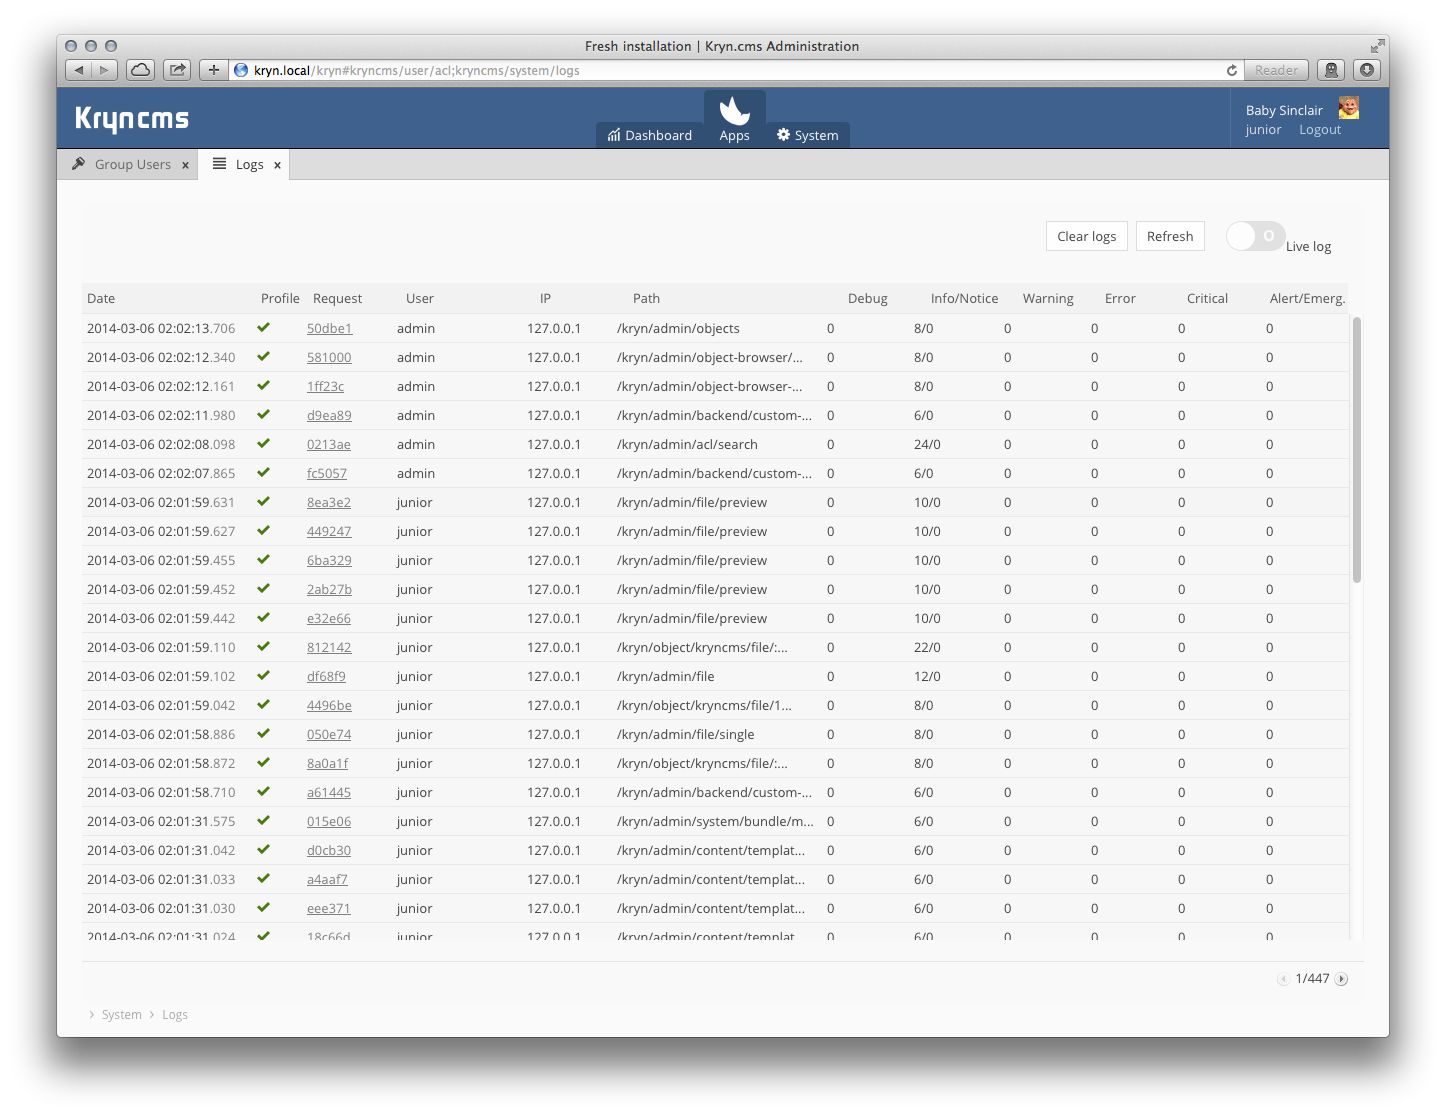 Fresh installation | Kryn.cms Administration
kryn.local/kryn#kryncms/user/acl;kryncms/system/logs
Reader
Kryncms
Dashboard
Apps
System
Baby Sinclair
junior Logout
Group Users x
Logs x
Clear logs
Refresh
Live log
Date Profile Request User IP Path Debug Info/Notice Warning Error Critical Alert/Emerg.
2014-03-06 02:02:13.706 50dbe1 admin 127.0.0.1 /kryn/admin/objects 0 8/0 0 0 0 0
2014-03-06 02:02:12.340 581000 admin 127.0.0.1 /kryn/admin/object-browser/... 0 8/0 0 0 0 0
2014-03-06 02:02:12.161 1ff23c admin 127.0.0.1 /kryn/admin/object-browser-... 0 8/0 0 0 0 0
2014-03-06 02:02:11.980 d9ea89 admin 127.0.0.1 /kryn/admin/backend/custom-... 0 6/0 0 0 0 0
2014-03-06 02:02:08.098 0213ae admin 127.0.0.1 /kryn/admin/acl/search 0 24/0 0 0 0 0
2014-03-06 02:02:07.865 fc5057 admin 127.0.0.1 /kryn/admin/backend/custom-... 0 6/0 0 0 0 0
2014-03-06 02:01:59.631 8ea3e2 junior 127.0.0.1 /kryn/admin/file/preview 0 10/0 0 0 0 0
2014-03-06 02:01:59.627 449247 junior 127.0.0.1 /kryn/admin/file/preview 0 10/0 0 0 0 0
2014-03-06 02:01:59.455 6ba329 junior 127.0.0.1 /kryn/admin/file/preview 0 10/0 0 0 0 0
2014-03-06 02:01:59.452 2ab27b junior 127.0.0.1 /kryn/admin/file/preview 0 10/0 0 0 0 0
2014-03-06 02:01:59.442 e32e66 junior 127.0.0.1 /kryn/admin/file/preview 0 10/0 0 0 0 0
2014-03-06 02:01:59.110 812142 junior 127.0.0.1 /kryn/object/kryncms/file/:... 0 22/0 0 0 0 0
2014-03-06 02:01:59.102 df68f9 junior 127.0.0.1 /kryn/admin/file 0 12/0 0 0 0 0
2014-03-06 02:01:59.042 4496be junior 127.0.0.1 /kryn/object/kryncms/file/1... 0 8/0 0 0 0 0
2014-03-06 02:01:58.886 050e74 junior 127.0.0.1 /kryn/admin/file/single 0 8/0 0 0 0 0
2014-03-06 02:01:58.872 8a0a1f junior 127.0.0.1 /kryn/object/kryncms/file/:... 0 8/0 0 0 0 0
2014-03-06 02:01:58.710 a61445 junior 127.0.0.1 /kryn/admin/backend/custom-... 0 6/0 0 0 0 0
2014-03-06 02:01:31.575 015e06 junior 127.0.0.1 /kryn/admin/system/bundle/m... 0 6/0 0 0 0 0
2014-03-06 02:01:31.042 d0cb30 junior 127.0.0.1 /kryn/admin/content/templat... 0 6/0 0 0 0 0
2014-03-06 02:01:31.033 a4aaf7 junior 127.0.0.1 /kryn/admin/content/templat... 0 6/0 0 0 0 0
2014-03-06 02:01:31.030 eee371 junior 127.0.0.1 /kryn/admin/content/templat... 0 6/0 0 0 0 0
2014-03-06 02:01:31.024 18c66d junior 127.0.0.1 /kryn/admin/content/templat 0 6/0 0 0 0 0
1/447
› System › Logs